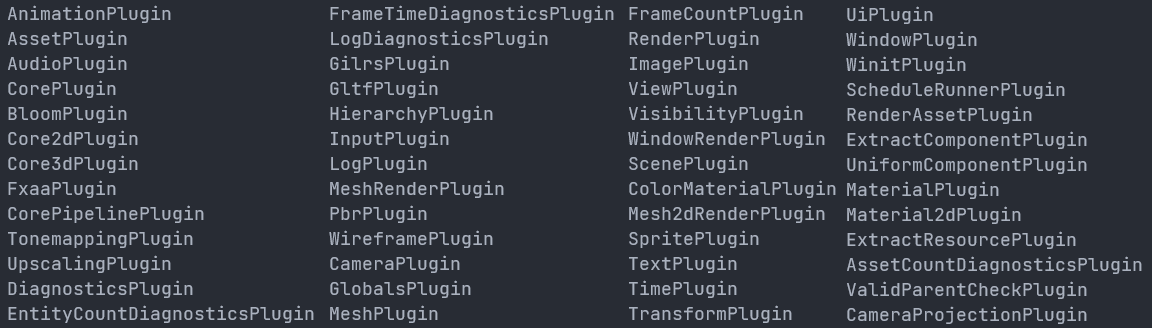 AnimationPlugin
AssetPlugin
AudioPlugin
CorePlugin
BloomPlugin
Core2dPlugin
Core3dPlugin
FxaaPlugin
CorePipelinePlugin
TonemappingPlugin
UpscalingPlugin
DiagnosticsPlugin
EntityCountDiagnosticsPlugin
FrameTimeDiagnosticsPlugin
LogDiagnosticsPlugin
GilrsPlugin
GltfPlugin
HierarchyPlugin
InputPlugin
LogPlugin
MeshRenderPlugin
PbrPlugin
WireframePlugin
CameraPlugin
GlobalsPlugin
MeshPlugin
FrameCountPlugin
RenderPlugin
ImagePlugin
ViewPlugin
VisibilityPlugin
WindowRenderPlugin
ScenePlugin
ColorMaterialPlugin
Mesh2dRenderPlugin
SpritePlugin
TextPlugin
TimePlugin
TransformPlugin
UiPlugin
WindowPlugin
WinitPlugin
ScheduleRunnerPlugin
RenderAssetPlugin
ExtractComponentPlugin
UniformComponentPlugin
MaterialPlugin
Material2dPlugin
ExtractResourcePlugin
AssetCountDiagnosticsPlugin
ValidParentCheckPlugin
CameraProjectionPlugin